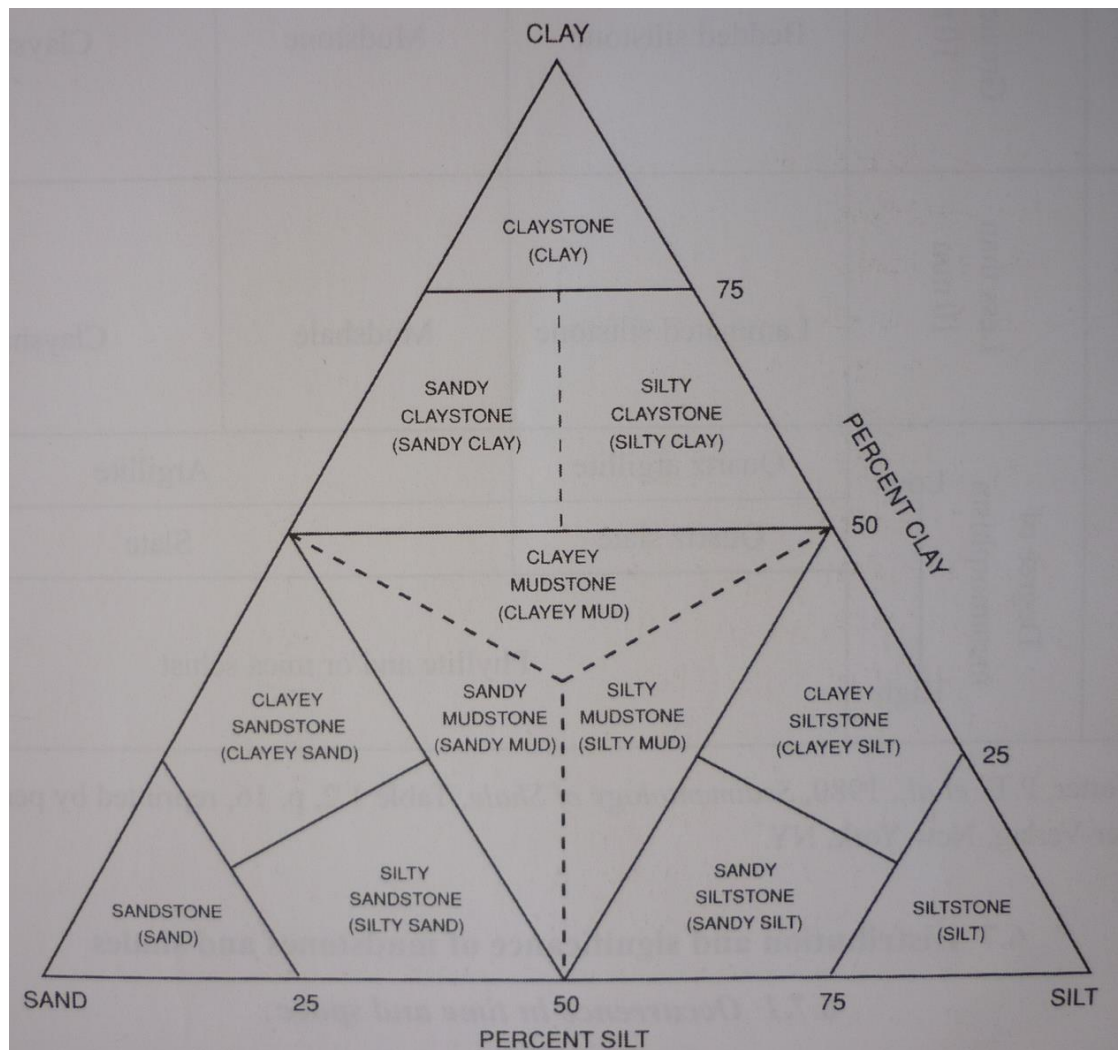 CLAY
CLAYSTONE
(CLAY)
75
SANDY
CLAYSTONE
(SANDY CLAY)
SILTY
CLAYSTONE
(SILTY CLAY)
PERCENT CLAY
50
CLAYEY
MUDSTONE
(CLAYEY MUD)
CLAYEY
SANDSTONE
(CLAYEY SAND)
SANDY
MUDSTONE
(SANDY MUD)
SILTY
MUDSTONE
(SILTY MUD)
CLAYEY
SILTSTONE
(CLAYEY SILT)
25
SANDSTONE
(SAND)
SILTY
SANDSTONE
(SILTY SAND)
SANDY
SILTSTONE
(SANDY SILT)
SILTSTONE
(SILT)
SAND
25
50
75
SILT
PERCENT SILT